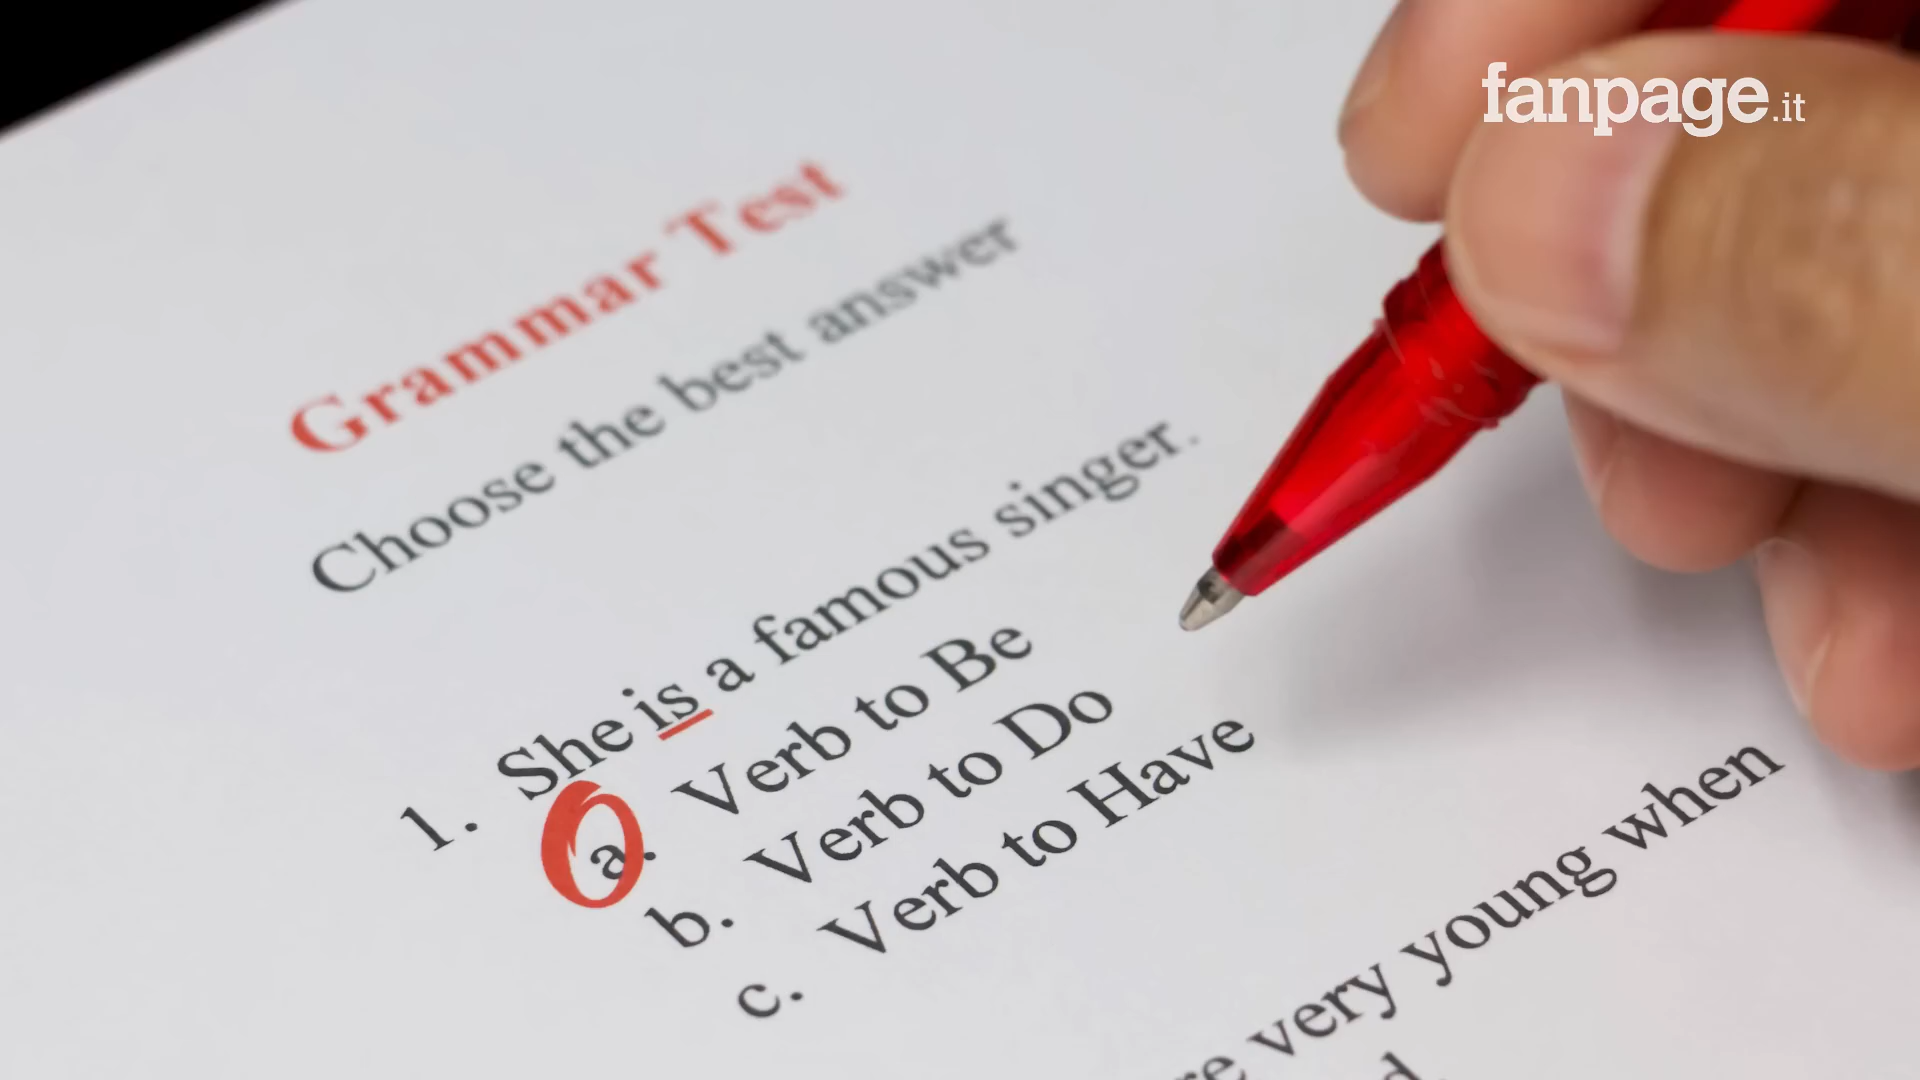 fanpage.it
Grammar Test
Choose the best answer
1. She is a famous singer.
a. Verb to Be
b. Verb to Do
c. Verb to Have
very young when